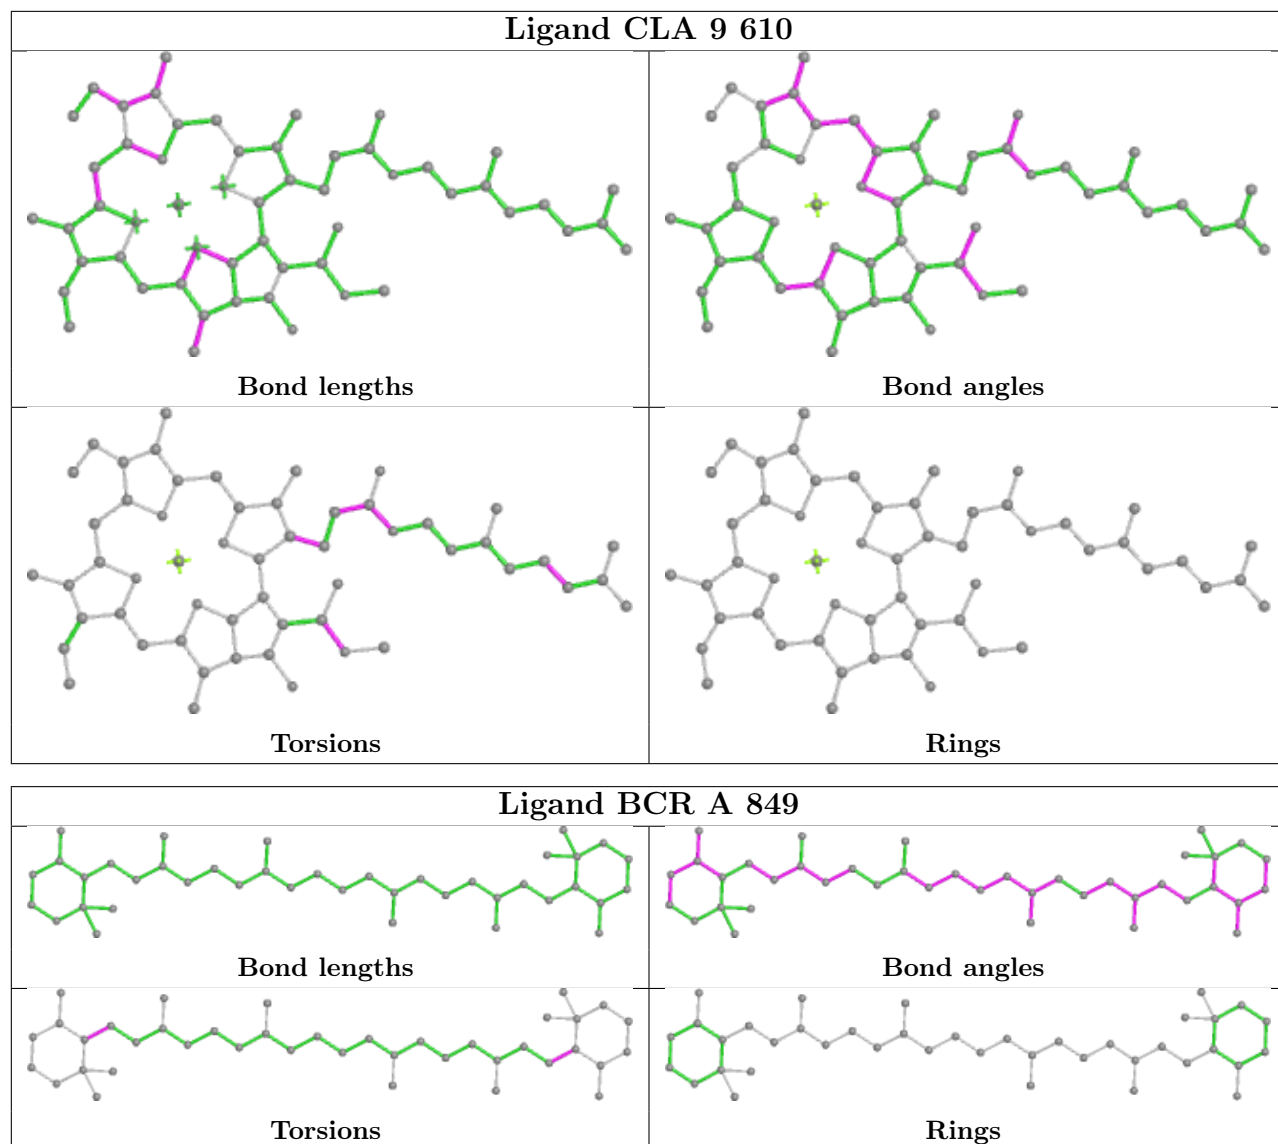 Ligand CLA 9 610
Bond lengths
Bond angles
Torsions
Rings
Ligand BCR A 849
Bond lengths
Bond angles
Torsions
Rings